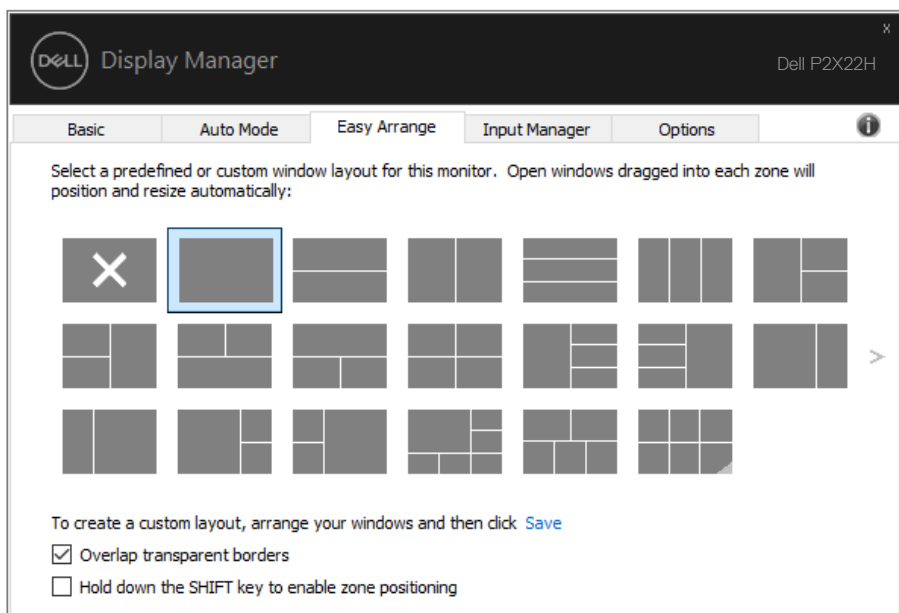 x
DELL Display Manager
Dell P2X22H
Basic Auto Mode Easy Arrange Input Manager Options i
Select a predefined or custom window layout for this monitor. Open windows dragged into each zone will
position and resize automatically:
>
To create a custom layout, arrange your windows and then click Save
Overlap transparent borders
Hold down the SHIFT key to enable zone positioning